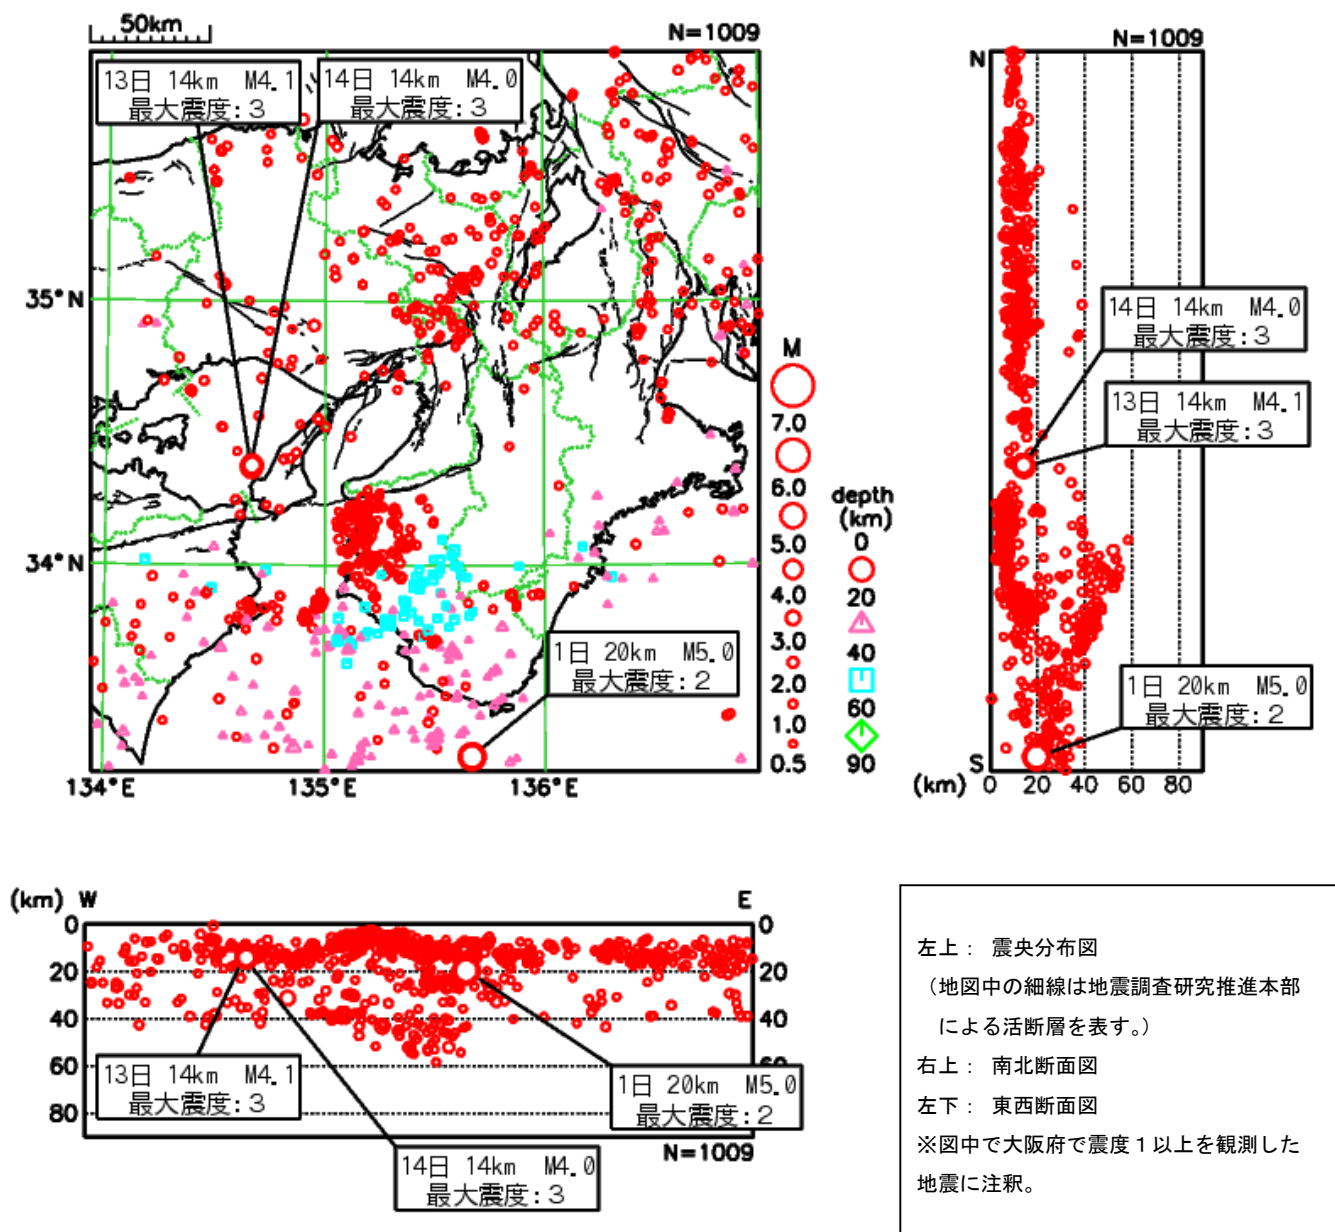 50km
N=1009
13日 14km M4.1
最大震度:3
14日 14km M4.0
最大震度:3
35°N
34°N
1日 20km M5.0
最大震度:2
134°E
135°E
136°E
M
7.0
6.0
5.0
4.0
3.0
2.0
1.0
0.5
depth
(km)
0
20
40
60
90
N=1009
N
14日 14km M4.0
最大震度:3
13日 14km M4.1
最大震度:3
1日 20km M5.0
最大震度:2
S
(km) 0 20 40 60 80
(km) W
E
0
20
40
60
80
0
20
40
60
13日 14km M4.1
最大震度:3
1日 20km M5.0
最大震度:2
14日 14km M4.0
最大震度:3
N=1009
左上： 震央分布図
（地図中の細線は地震調査研究推進本部
による活断層を表す。）
右上： 南北断面図
左下： 東西断面図
※図中で大阪府で震度１以上を観測した
地震に注釈。